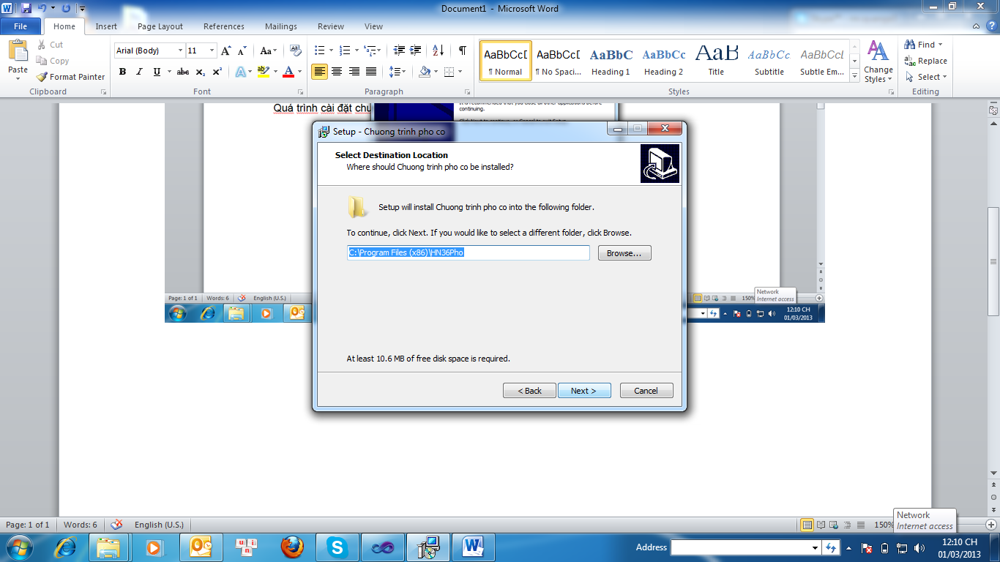 Document1 - Microsoft Word
File Home Insert Page Layout References Mailings Review View
Paste
Cut
Copy
Format Painter
Clipboard
Arial (Body) 11
Font
Paragraph
AaBbCcD AaBbCcD AaBbC AaBbCc AaB AaBbCc. AaBbCcD
¶ Normal ¶ No Spaci... Heading 1 Heading 2 Title Subtitle Subtle Em...
Change
Styles
Styles
Find
Replace
Select
Editing
Quá trình cài đặt chu
continuing.
Setup - Chuong trinh pho co
Select Destination Location
Where should Chuong trinh pho co be installed?
Setup will install Chuong trinh pho co into the following folder.
To continue, click Next. If you would like to select a different folder, click Browse.
C:\Program Files (x86)\HN36Pho
Browse...
At least 10.6 MB of free disk space is required.
< Back Next > Cancel
Network
Internet access
Page: 1 of 1 Words: 6 English (U.S.) 150%
12:10 CH
01/03/2013
Network
Internet access
Page: 1 of 1 Words: 6 English (U.S.) 150%
Address
12:10 CH
01/03/2013